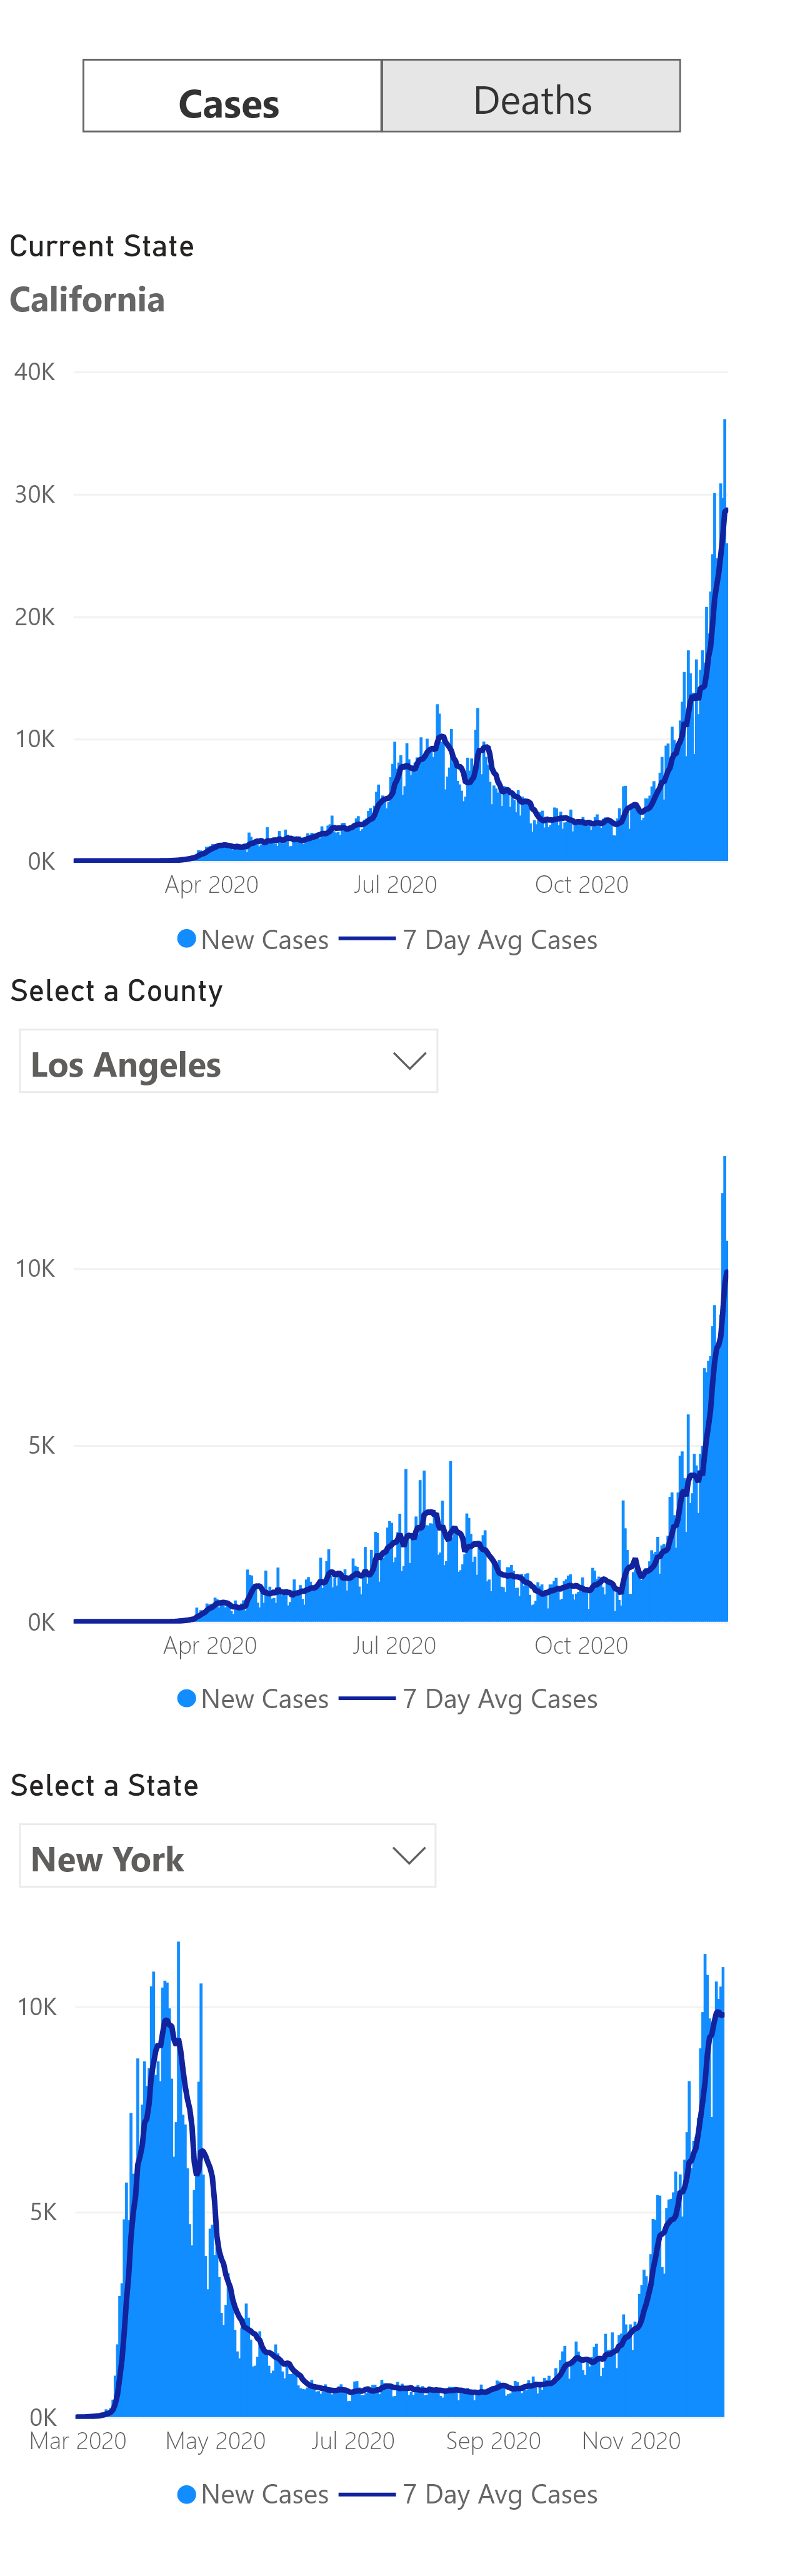 Cases Deaths
Current State
California
40K
30K
20K
10K
0K
Apr 2020 Jul 2020 Oct 2020
New Cases 7 Day Avg Cases
Select a County
Los Angeles
10K
5K
0K
Apr 2020 Jul 2020 Oct 2020
New Cases 7 Day Avg Cases
Select a State
New York
10K
5K
0K
Mar 2020 May 2020 Jul 2020 Sep 2020 Nov 2020
New Cases 7 Day Avg Cases